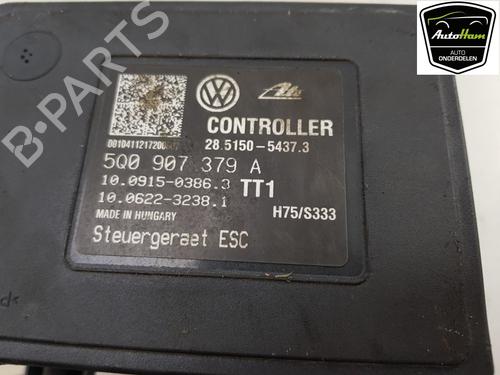 AutoHam
AUTO
ONDERDELEN
B-PARTS
Ate
CONTROLLER
28.5150-5437.3
5Q0 907 379 A
10.0915-0386.3 TT1
10.0622-3238.1
MADE IN HUNGARY H75/S333
Steuergeraet ESC